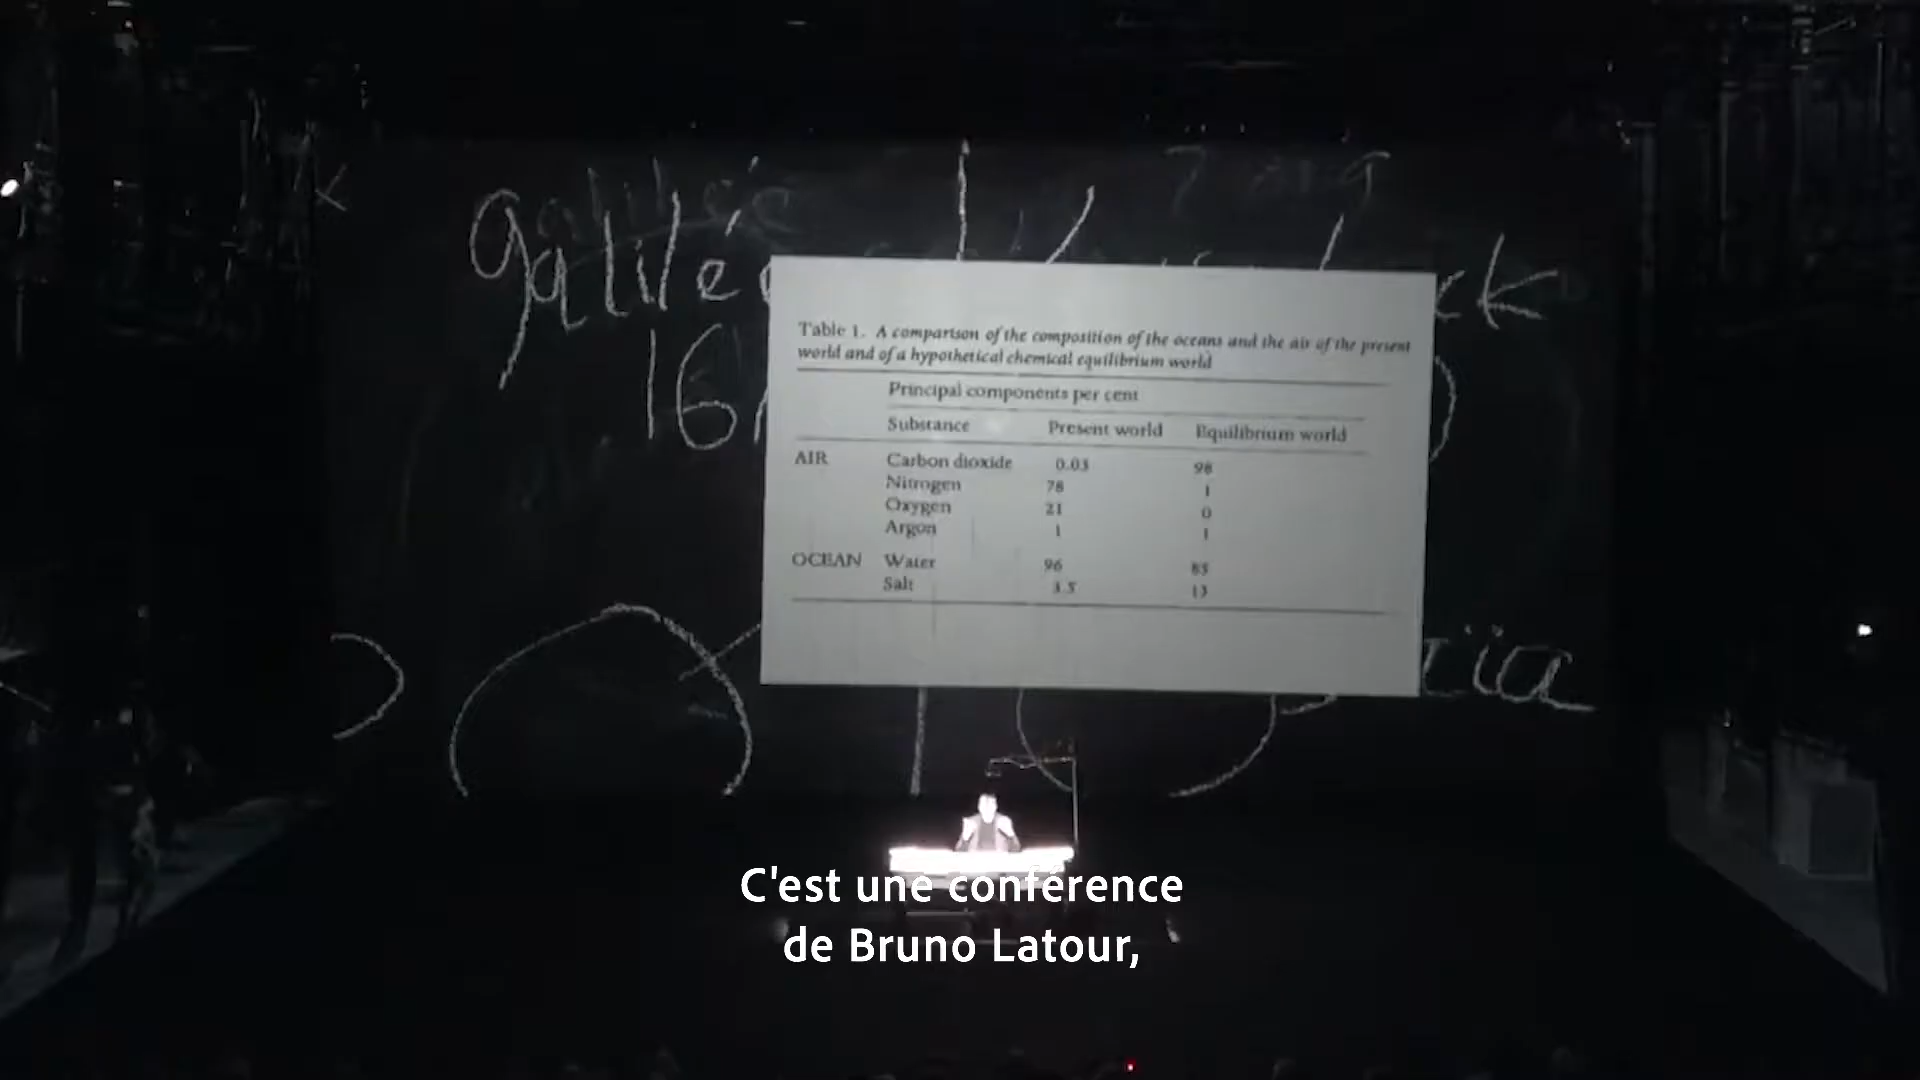 galilée
galilé
ck
16
Table 1. A comparison of the composition of the oceans and the air of the present
world and of a hypothetical chemical equilibrium world
Principal components per cent
Substance Present world Equilibrium world
AIR Carbon dioxide 0.03 98
Nitrogen 78 1
Oxygen 21 0
Argon 1 1
OCEAN Water 96 85
Salt 3.5 13
ïa
C'est une conférence
de Bruno Latour,